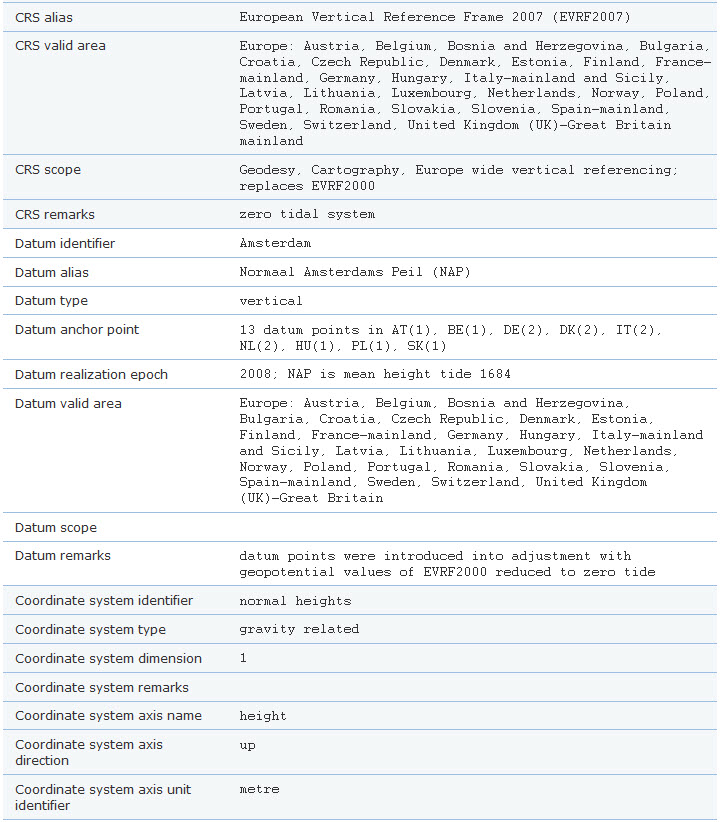 CRS alias
European Vertical Reference Frame 2007 (EVRF2007)
CRS valid area
Europe: Austria, Belgium, Bosnia and Herzegovina, Bulgaria,
Croatia, Czech Republic, Denmark, Estonia, Finland, France-
mainland, Germany, Hungary, Italy-mainland and Sicily,
Latvia, Lithuania, Luxembourg, Netherlands, Norway, Poland,
Portugal, Romania, Slovakia, Slovenia, Spain-mainland,
Sweden, Switzerland, United Kingdom (UK)-Great Britain
mainland
CRS scope
Geodesy, Cartography, Europe wide vertical referencing;
replaces EVRF2000
CRS remarks
zero tidal system
Datum identifier
Amsterdam
Datum alias
Normaal Amsterdams Peil (NAP)
Datum type
vertical
Datum anchor point
13 datum points in AT(1), BE(1), DE(2), DK(2), IT(2),
NL(2), HU(1), PL(1), SK(1)
Datum realization epoch
2008; NAP is mean height tide 1684
Datum valid area
Europe: Austria, Belgium, Bosnia and Herzegovina,
Bulgaria, Croatia, Czech Republic, Denmark, Estonia,
Finland, France-mainland, Germany, Hungary, Italy-mainland
and Sicily, Latvia, Lithuania, Luxembourg, Netherlands,
Norway, Poland, Portugal, Romania, Slovakia, Slovenia,
Spain-mainland, Sweden, Switzerland, United Kingdom
(UK)-Great Britain
Datum scope
Datum remarks
datum points were introduced into adjustment with
geopotential values of EVRF2000 reduced to zero tide
Coordinate system identifier
normal heights
Coordinate system type
gravity related
Coordinate system dimension
1
Coordinate system remarks
Coordinate system axis name
height
Coordinate system axis
direction
up
Coordinate system axis unit
identifier
metre